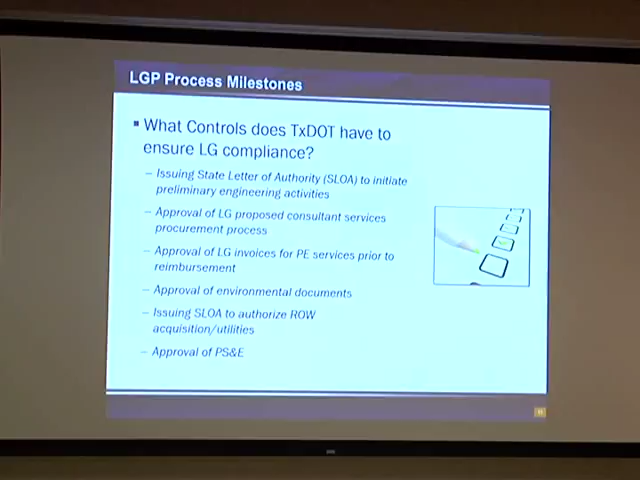 LGP Process Milestones
▪ What Controls does TxDOT have to
ensure LG compliance?
– Issuing State Letter of Authority (SLOA) to initiate
preliminary engineering activities
– Approval of LG proposed consultant services
procurement process
– Approval of LG invoices for PE services prior to
reimbursement
– Approval of environmental documents
– Issuing SLOA to authorize ROW
acquisition/utilities
– Approval of PS&E